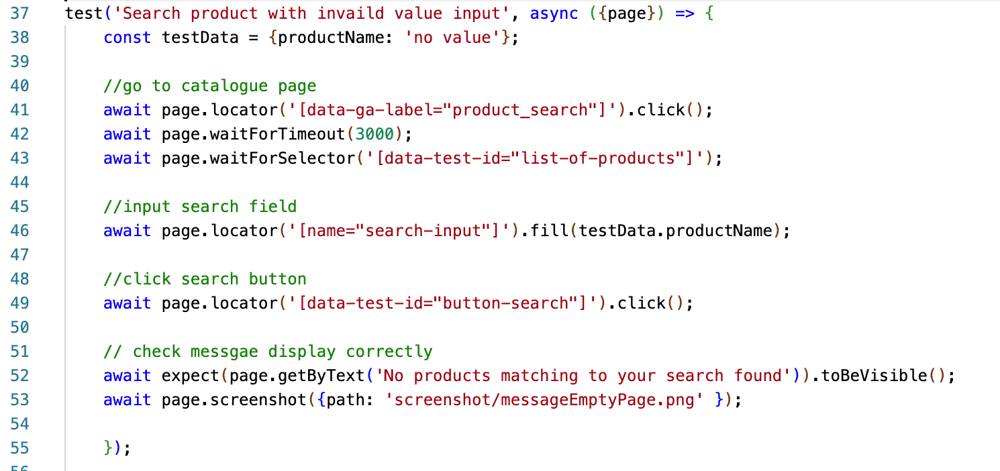 37 test('Search product with invaild value input', async ({page}) => {
38 const testData = {productName: 'no value'};
39
40 //go to catalogue page
41 await page.locator('[data-ga-label="product_search"]').click();
42 await page.waitForTimeout(3000);
43 await page.waitForSelector('[data-test-id="list-of-products"]');
44
45 //input search field
46 await page.locator('[name="search-input"]').fill(testData.productName);
47
48 //click search button
49 await page.locator('[data-test-id="button-search"]').click();
50
51 // check messgae display correctly
52 await expect(page.getByText('No products matching to your search found')).toBeVisible();
53 await page.screenshot({path: 'screenshot/messageEmptyPage.png' });
54
55 });
56